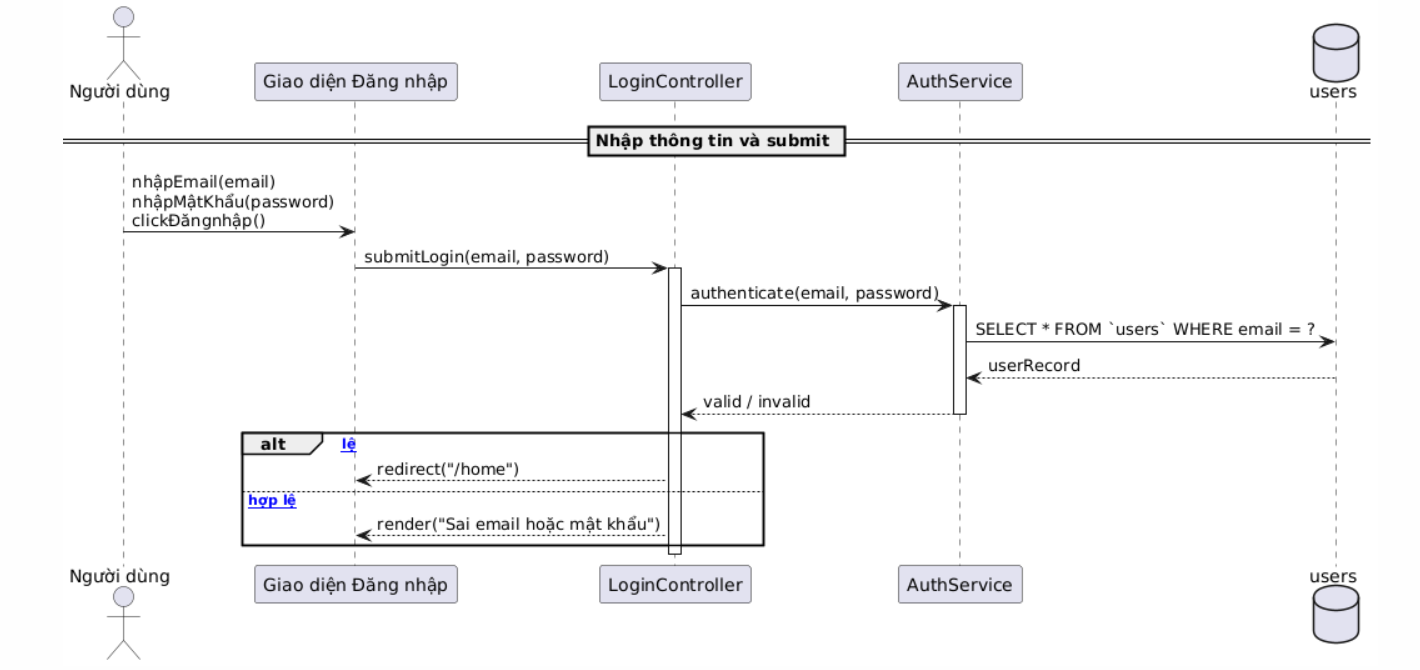 Người dùng
Giao diện Đăng nhập
LoginController
AuthService
users
Nhập thông tin và submit
nhậpEmail(email)
nhậpMậtKhẩu(password)
clickĐăngnhập()
submitLogin(email, password)
authenticate(email, password)
SELECT * FROM `users` WHERE email = ?
userRecord
valid / invalid
alt
lệ
redirect("/home")
hợp lệ
render("Sai email hoặc mật khẩu")
Người dùng
Giao diện Đăng nhập
LoginController
AuthService
users